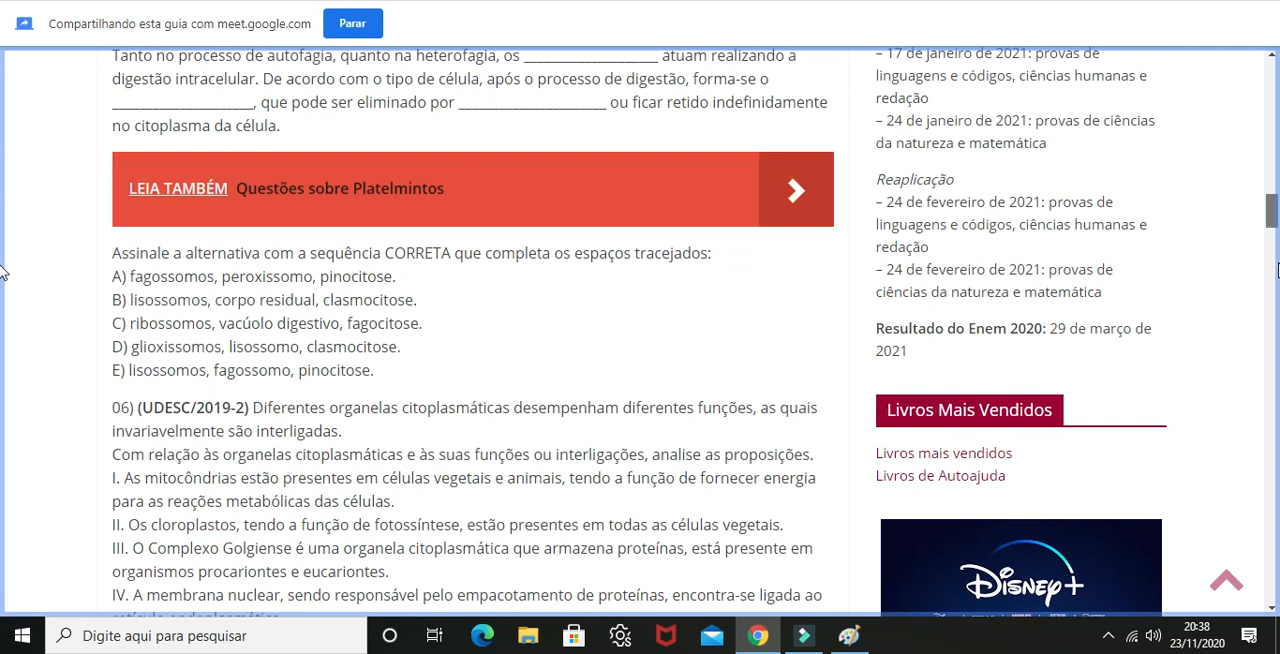 Compartilhando esta guia com meet.google.com
Parar
Tanto no processo de autofagia, quanto na heterofagia, os ____________________ atuam realizando a
digestão intracelular. De acordo com o tipo de célula, após o processo de digestão, forma-se o
_____________________, que pode ser eliminado por ______________________ ou ficar retido indefinidamente
no citoplasma da célula.
LEIA TAMBÉM Questões sobre Platelmintos
Assinale a alternativa com a sequência CORRETA que completa os espaços tracejados:
A) fagossomos, peroxissomo, pinocitose.
B) lisossomos, corpo residual, clasmocitose.
C) ribossomos, vacúolo digestivo, fagocitose.
D) glioxissomos, lisossomo, clasmocitose.
E) lisossomos, fagossomo, pinocitose.
06) (UDESC/2019-2) Diferentes organelas citoplasmáticas desempenham diferentes funções, as quais
invariavelmente são interligadas.
Com relação às organelas citoplasmáticas e às suas funções ou interligações, analise as proposições.
I. As mitocôndrias estão presentes em células vegetais e animais, tendo a função de fornecer energia
para as reações metabólicas das células.
II. Os cloroplastos, tendo a função de fotossíntese, estão presentes em todas as células vegetais.
III. O Complexo Golgiense é uma organela citoplasmática que armazena proteínas, está presente em
organismos procariontes e eucariontes.
IV. A membrana nuclear, sendo responsável pelo empacotamento de proteínas, encontra-se ligada ao
– 17 de janeiro de 2021: provas de
linguagens e códigos, ciências humanas e
redação
– 24 de janeiro de 2021: provas de ciências
da natureza e matemática
Reaplicação
– 24 de fevereiro de 2021: provas de
linguagens e códigos, ciências humanas e
redação
– 24 de fevereiro de 2021: provas de
ciências da natureza e matemática
Resultado do Enem 2020: 29 de março de
2021
Livros Mais Vendidos
Livros mais vendidos
Livros de Autoajuda
Disney+
Digite aqui para pesquisar
20:38
23/11/2020